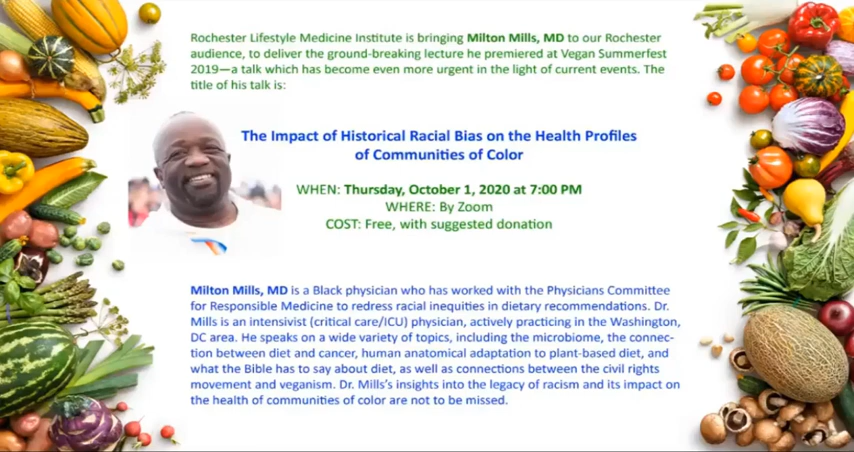 Rochester Lifestyle Medicine Institute is bringing Milton Mills, MD to our Rochester
audience, to deliver the ground-breaking lecture he premiered at Vegan Summerfest
2019—a talk which has become even more urgent in the light of current events. The
title of his talk is:
The Impact of Historical Racial Bias on the Health Profiles
of Communities of Color
WHEN: Thursday, October 1, 2020 at 7:00 PM
WHERE: By Zoom
COST: Free, with suggested donation
Milton Mills, MD is a Black physician who has worked with the Physicians Committee
for Responsible Medicine to redress racial inequities in dietary recommendations. Dr.
Mills is an intensivist (critical care/ICU) physician, actively practicing in the Washington,
DC area. He speaks on a wide variety of topics, including the microbiome, the connec-
tion between diet and cancer, human anatomical adaptation to plant-based diet, and
what the Bible has to say about diet, as well as connections between the civil rights
movement and veganism. Dr. Mills's insights into the legacy of racism and its impact on
the health of communities of color are not to be missed.